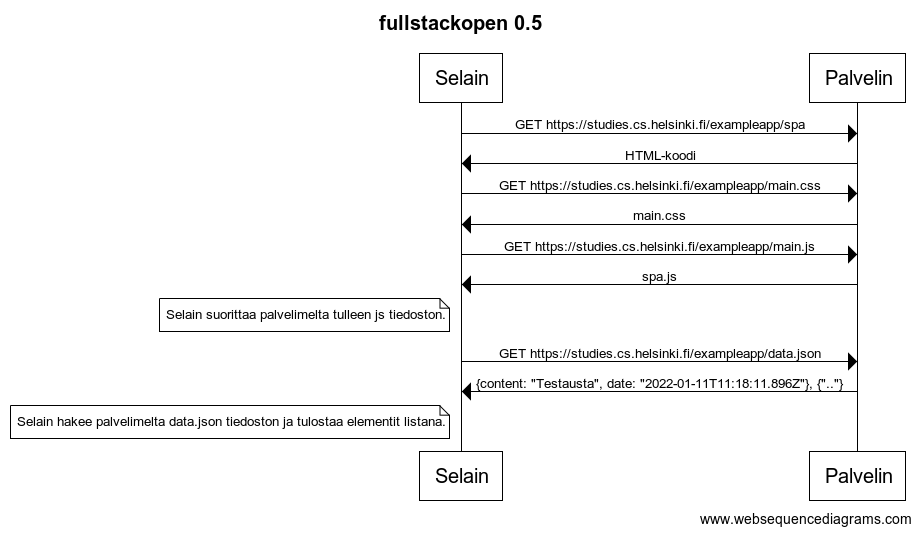 fullstackopen 0.5
Selain
Palvelin
GET https://studies.cs.helsinki.fi/exampleapp/spa
HTML-koodi
GET https://studies.cs.helsinki.fi/exampleapp/main.css
main.css
GET https://studies.cs.helsinki.fi/exampleapp/main.js
spa.js
Selain suorittaa palvelimelta tulleen js tiedoston.
GET https://studies.cs.helsinki.fi/exampleapp/data.json
{content: "Testausta", date: "2022-01-11T11:18:11.896Z"}, {".."}
Selain hakee palvelimelta data.json tiedoston ja tulostaa elementit listana.
Selain
Palvelin
www.websequencediagrams.com